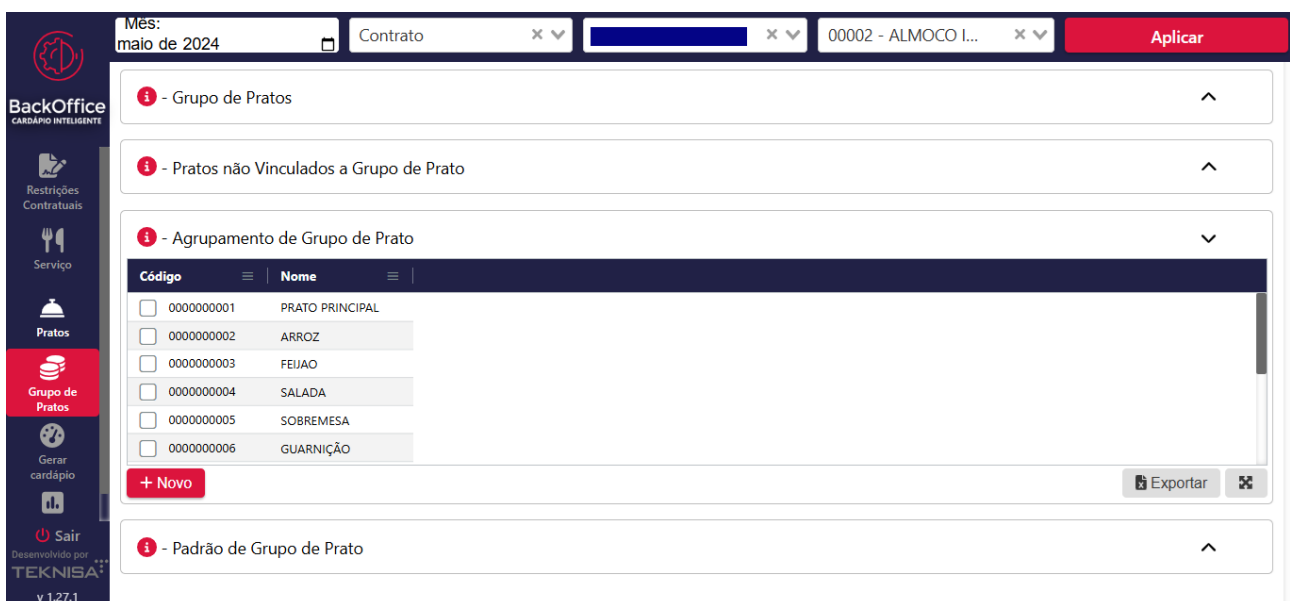 Mês:
maio de 2024
Contrato
00002 - ALMOCO I...
Aplicar
BackOffice
CARDÁPIO INTELIGENTE
Restrições
Contratuais
Serviço
Pratos
Grupo de
Pratos
Gerar
cardápio
Sair
Desenvolvido por
TEKNISA
v 1.27.1
- Grupo de Pratos
- Pratos não Vinculados a Grupo de Prato
- Agrupamento de Grupo de Prato
Código Nome
0000000001 PRATO PRINCIPAL
0000000002 ARROZ
0000000003 FEIJAO
0000000004 SALADA
0000000005 SOBREMESA
0000000006 GUARNIÇÃO
+ Novo
Exportar
- Padrão de Grupo de Prato